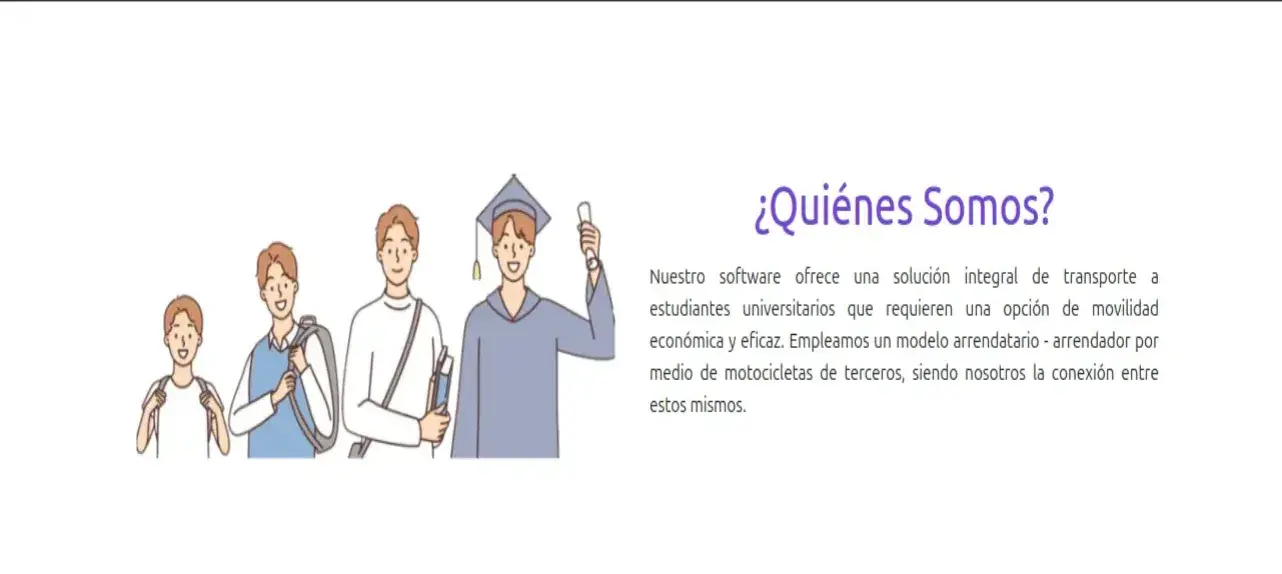 ¿Quiénes Somos?
Nuestro software ofrece una solución integral de transporte a
estudiantes universitarios que requieren una opción de movilidad
económica y eficaz. Empleamos un modelo arrendatario - arrendador por
medio de motocicletas de terceros, siendo nosotros la conexión entre
estos mismos.